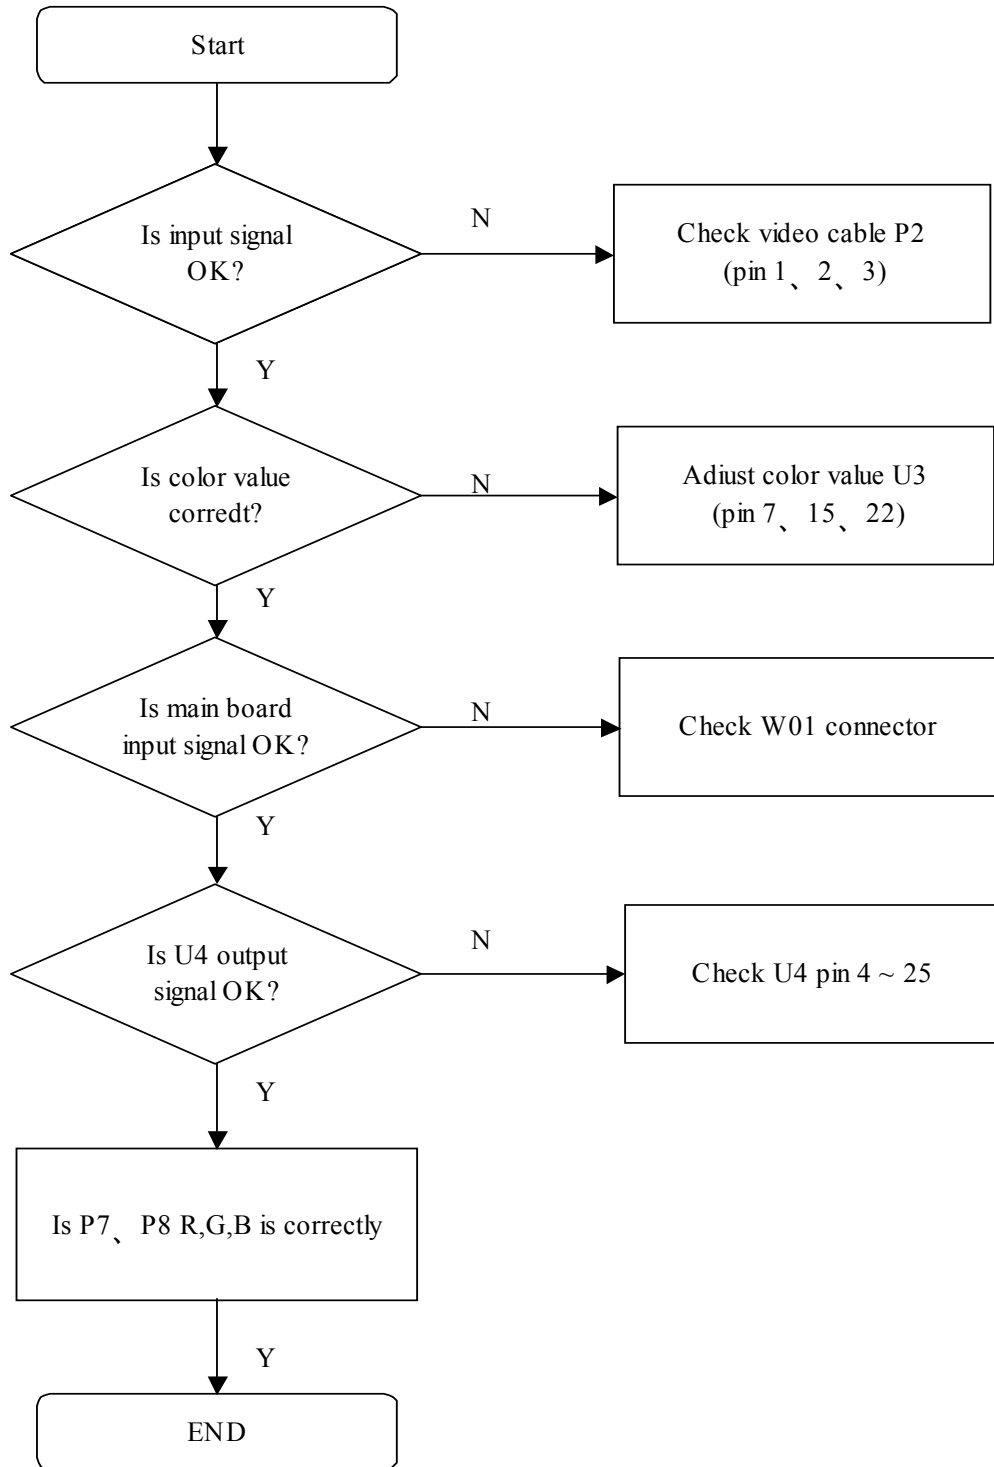 Start
Is input signal
OK?
N
Check video cable P2
(pin 1、2、3)
Y
Is color value
corredt?
N
Adiust color value U3
(pin 7、15、22)
Y
Is main board
input signal OK?
N
Check W01 connector
Y
Is U4 output
signal OK?
N
Check U4 pin 4 ~ 25
Y
Is P7、P8 R,G,B is correctly
Y
END